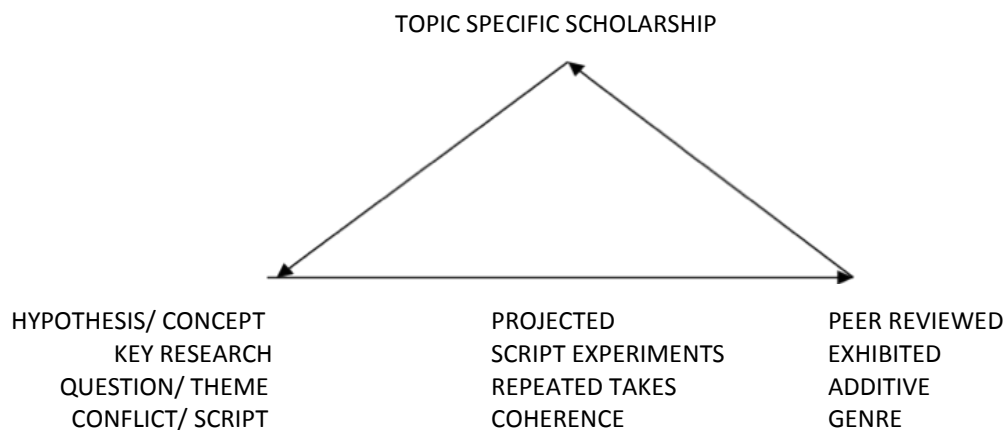 TOPIC SPECIFIC SCHOLARSHIP
HYPOTHESIS/ CONCEPT PROJECTED PEER REVIEWED
KEY RESEARCH SCRIPT EXPERIMENTS EXHIBITED
QUESTION/ THEME REPEATED TAKES ADDITIVE
CONFLICT/ SCRIPT COHERENCE GENRE